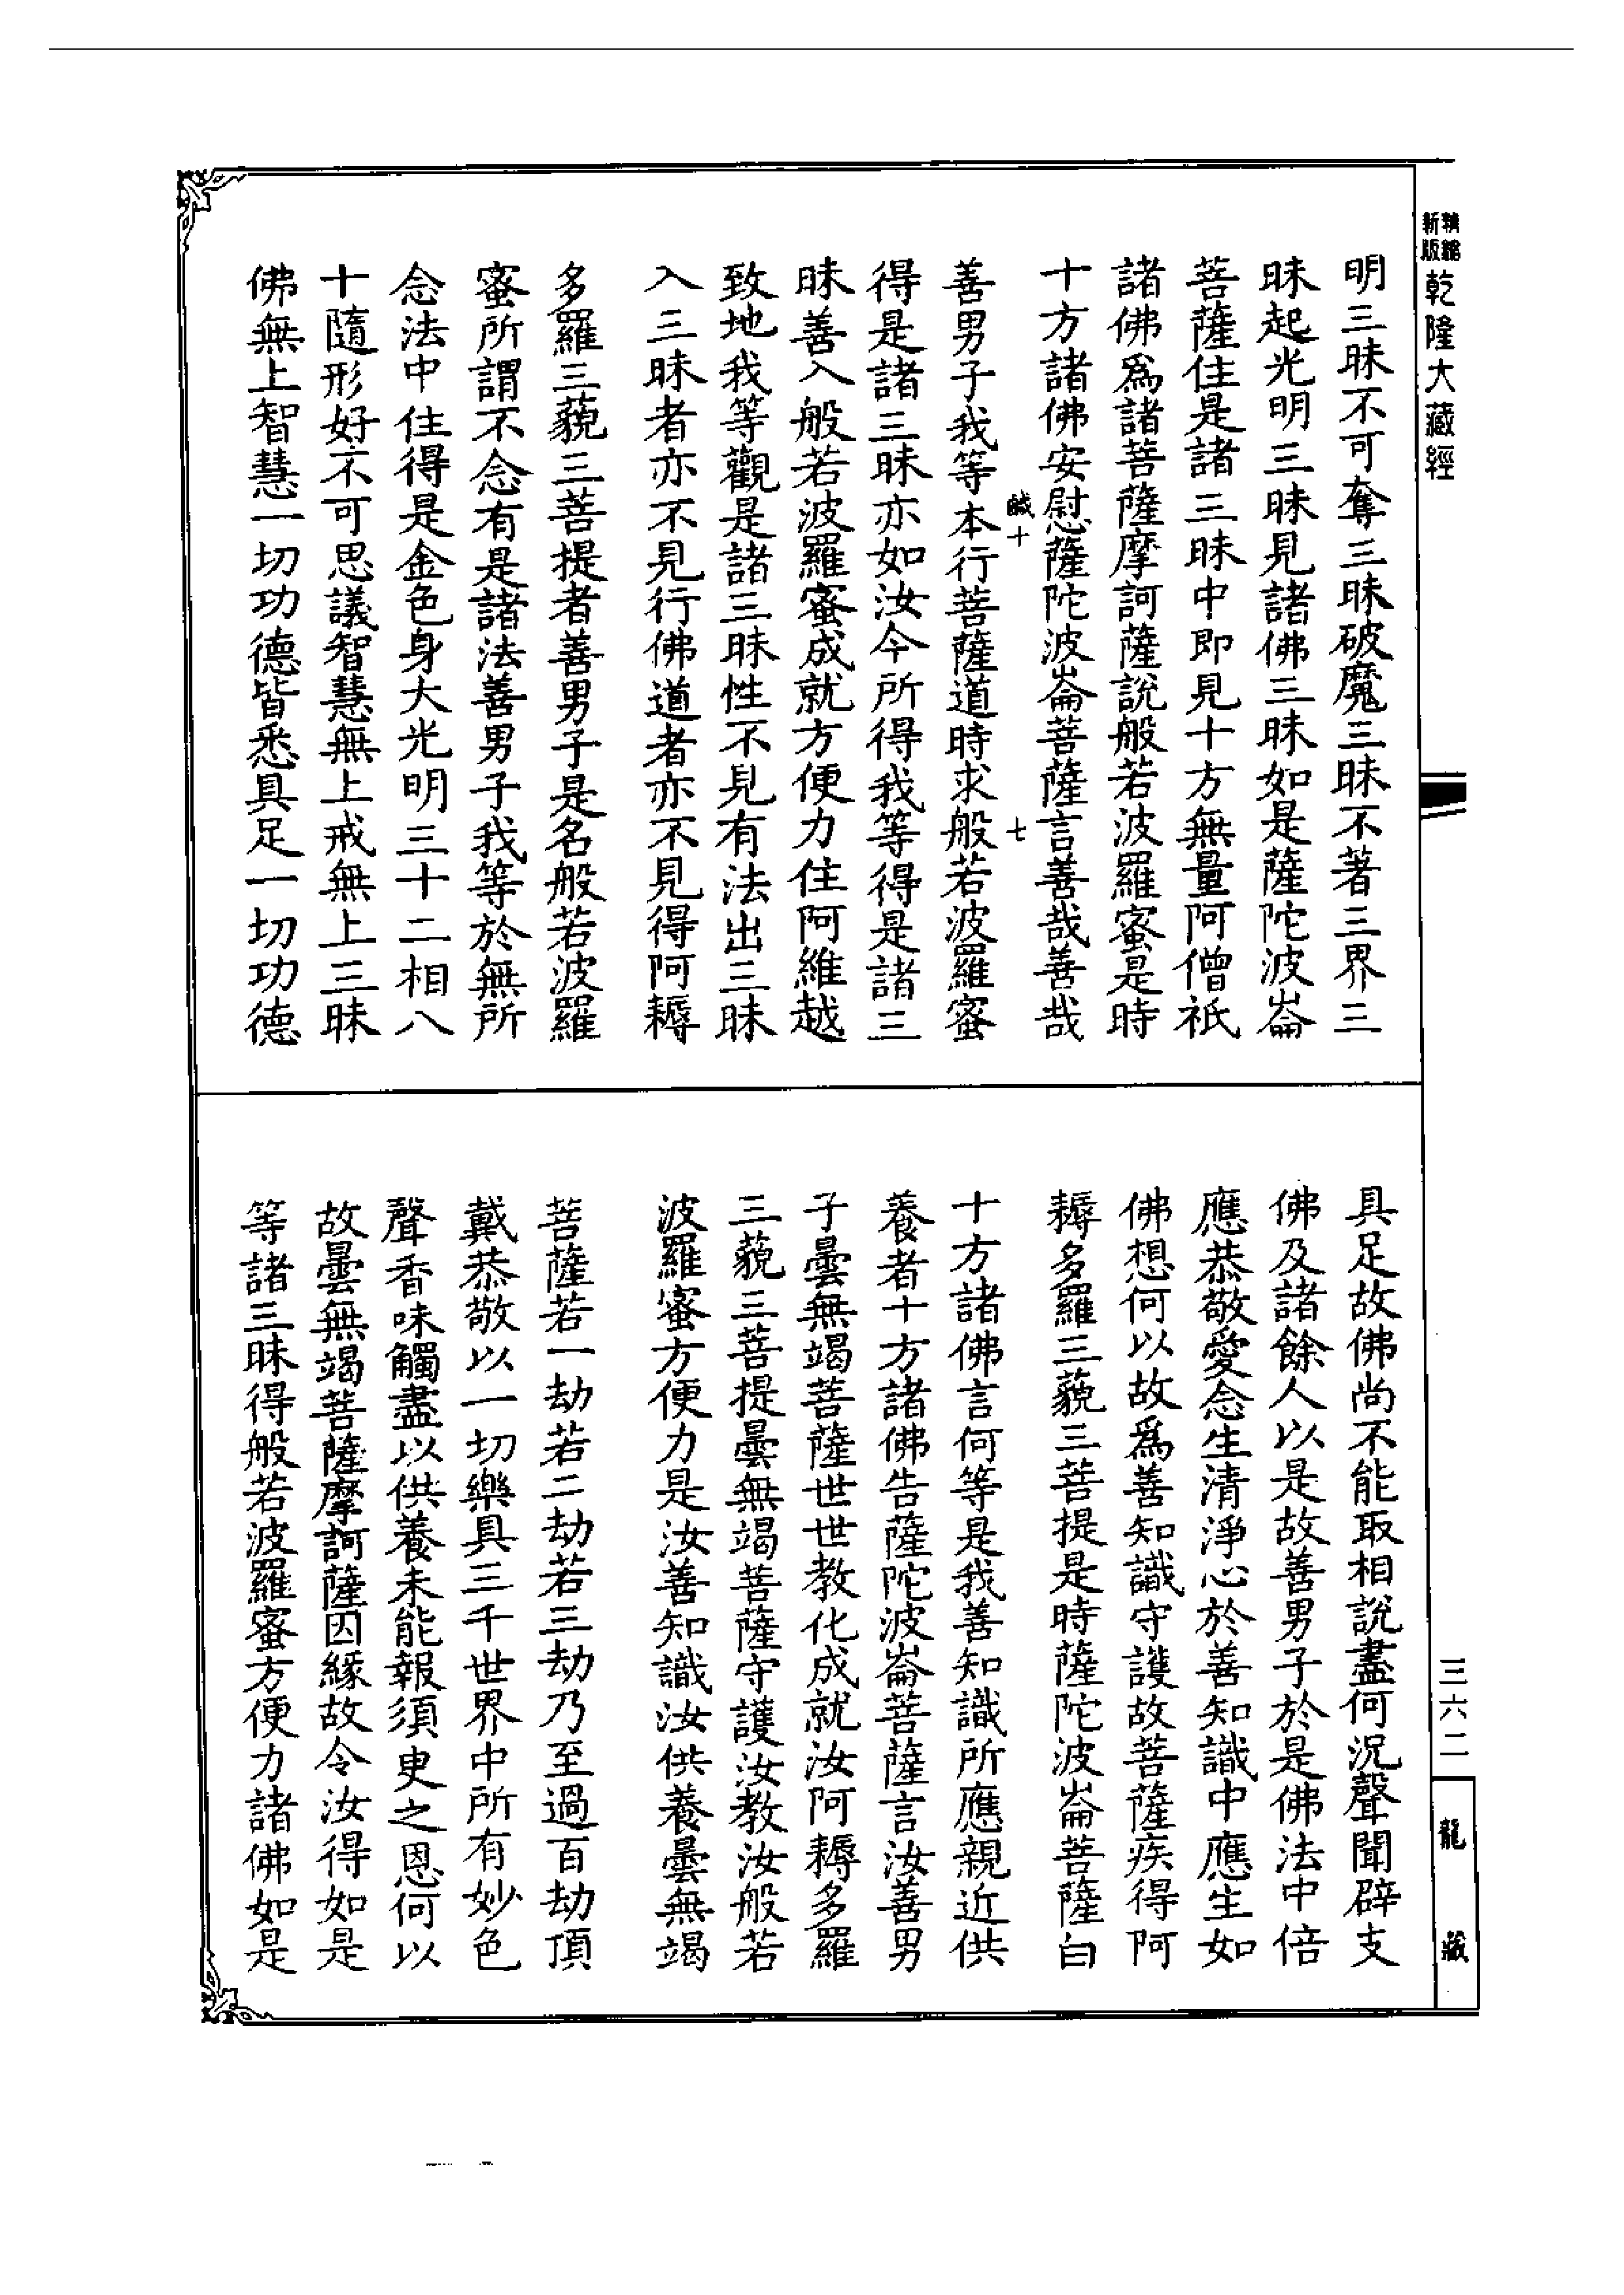 新版 精縮
乾隆大藏經
明三昧不可奪三昧破魔三昧不著三界三
昧起光明三昧見諸佛三昧如是薩陀波崙
菩薩住是諸三昧中即見十方無量阿僧祇
諸佛爲諸菩薩摩訶薩說般若波羅蜜是時
十方諸佛安慰薩陀波崙菩薩言善哉善哉
鹹十 七
善男子我等本行菩薩道時求般若波羅蜜
得是諸三昧亦如汝今所得我等得是諸三
昧善入般若波羅蜜成就方便力住阿維越
致地我等觀是諸三昧性不見有法出三昧
入三昧者亦不見行佛道者亦不見得阿耨
多羅三藐三菩提者善男子是名般若波羅
蜜所謂不念有是諸法善男子我等於無所
念法中住得是金色身大光明三十二相八
十隨形好不可思議智慧無上戒無上三昧
佛無上智慧一切功德皆悉具足一切功德
具足故佛尚不能取相說盡何況聲聞辟支
佛及諸餘人以是故善男子於是佛法中倍
應恭敬愛念生清淨心於善知識中應生如
佛想何以故爲善知識守護故菩薩疾得阿
耨多羅三藐三菩提是時薩陀波崙菩薩白
十方諸佛言何等是我善知識所應親近供
養者十方諸佛告薩陀波崙菩薩言汝善男
子曇無竭菩薩世世教化成就汝阿耨多羅
三藐三菩提曇無竭菩薩守護汝教汝般若
波羅蜜方便力是汝善知識汝供養曇無竭
菩薩若一劫若二劫若三劫乃至過百劫頂
戴恭敬以一切樂具三千世界中所有妙色
聲香味觸盡以供養未能報須臾之恩何以
故曇無竭菩薩摩訶薩因緣故令汝得如是
等諸三昧得般若波羅蜜方便力諸佛如是
三六二
龍藏